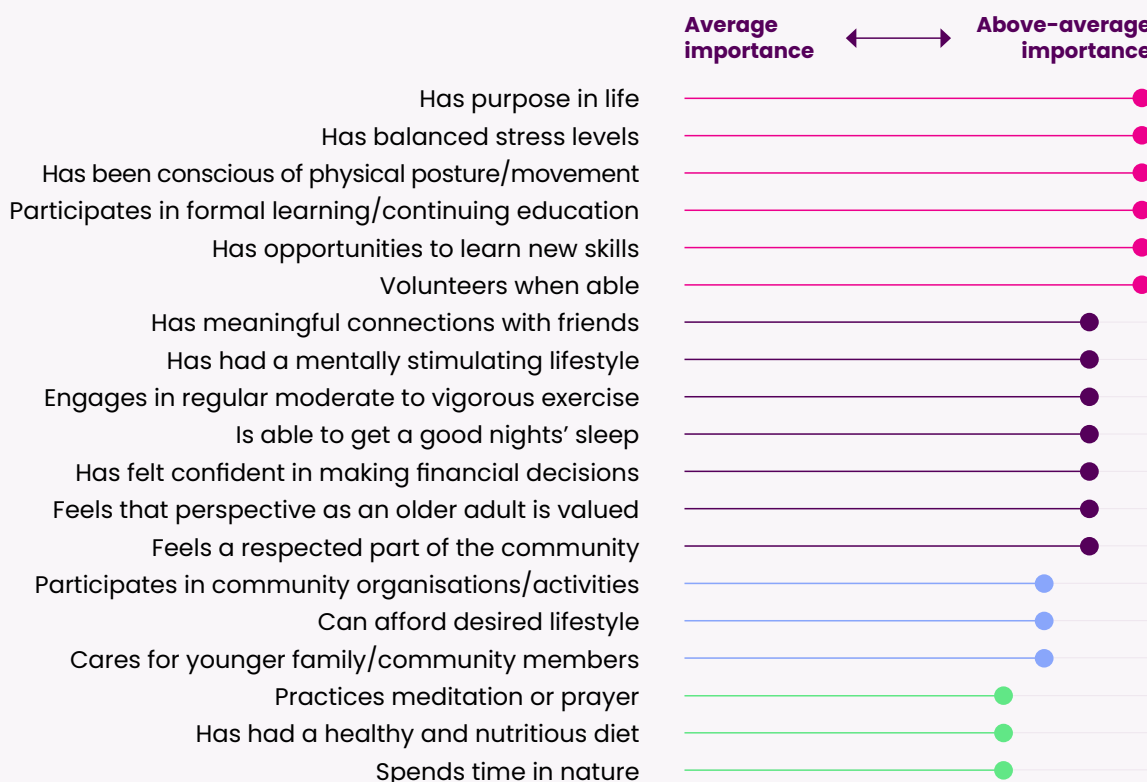 Average
importance
Above-average
importance
Has purpose in life
Has balanced stress levels
Has been conscious of physical posture/movement
Participates in formal learning/continuing education
Has opportunities to learn new skills
Volunteers when able
Has meaningful connections with friends
Has had a mentally stimulating lifestyle
Engages in regular moderate to vigorous exercise
Is able to get a good nights’ sleep
Has felt confident in making financial decisions
Feels that perspective as an older adult is valued
Feels a respected part of the community
Participates in community organisations/activities
Can afford desired lifestyle
Cares for younger family/community members
Practices meditation or prayer
Has had a healthy and nutritious diet
Spends time in nature